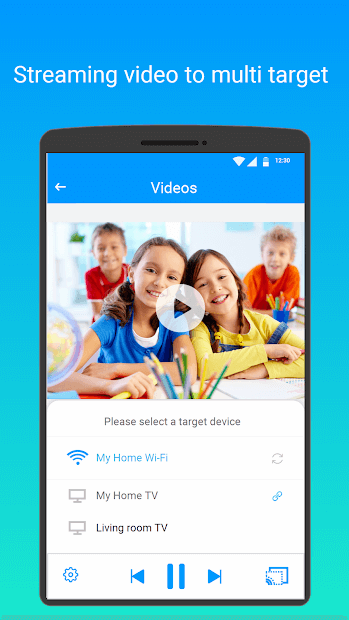 Streaming video to multi target
12:30
Videos
Please select a target device
My Home Wi-Fi
My Home TV
Living room TV